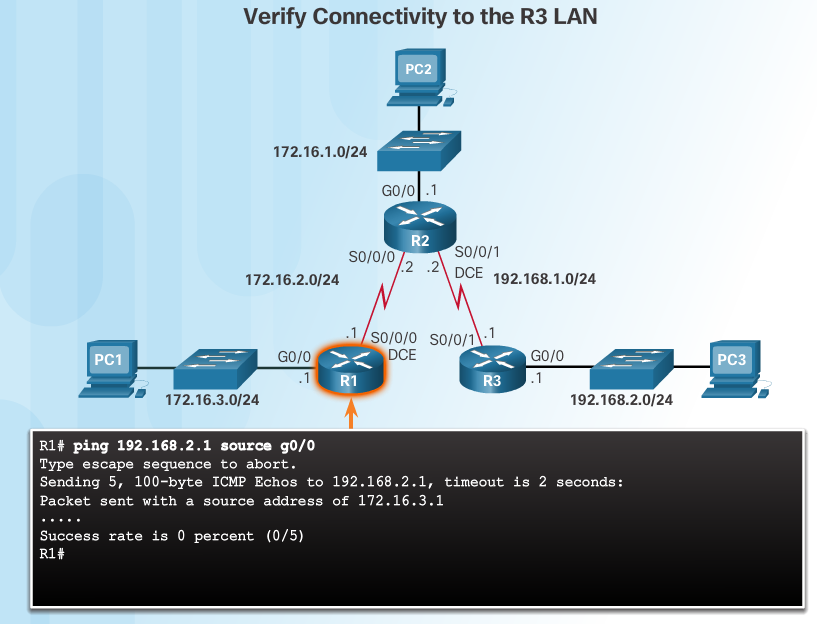 Verify Connectivity to the R3 LAN
PC2
172.16.1.0/24
G0/0 .1
R2
S0/0/0 .2 .2 S0/0/1
DCE
172.16.2.0/24
192.168.1.0/24
.1 S0/0/0
DCE
S0/0/1 .1
PC1
G0/0
.1
R1
R3
G0/0
.1
PC3
172.16.3.0/24
192.168.2.0/24
R1# ping 192.168.2.1 source g0/0
Type escape sequence to abort.
Sending 5, 100-byte ICMP Echos to 192.168.2.1, timeout is 2 seconds:
Packet sent with a source address of 172.16.3.1
.....
Success rate is 0 percent (0/5)
R1#